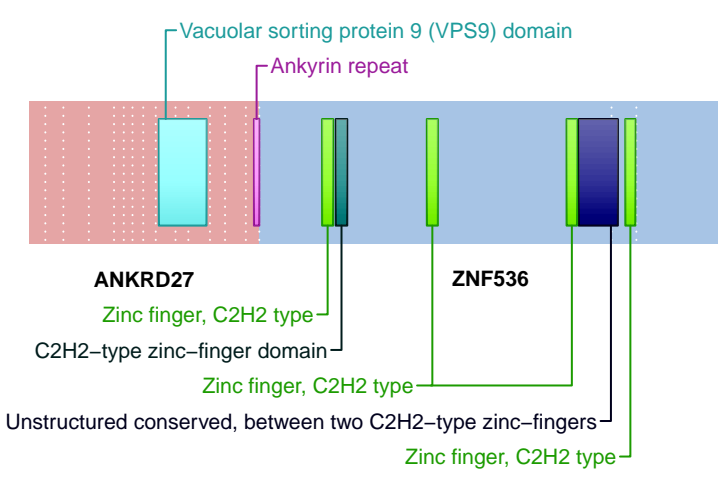 Vacuolar sorting protein 9 (VPS9) domain
Ankyrin repeat
ANKRD27
ZNF536
Zinc finger, C2H2 type
C2H2−type zinc−finger domain
Zinc finger, C2H2 type
Unstructured conserved, between two C2H2−type zinc−fingers
Zinc finger, C2H2 type